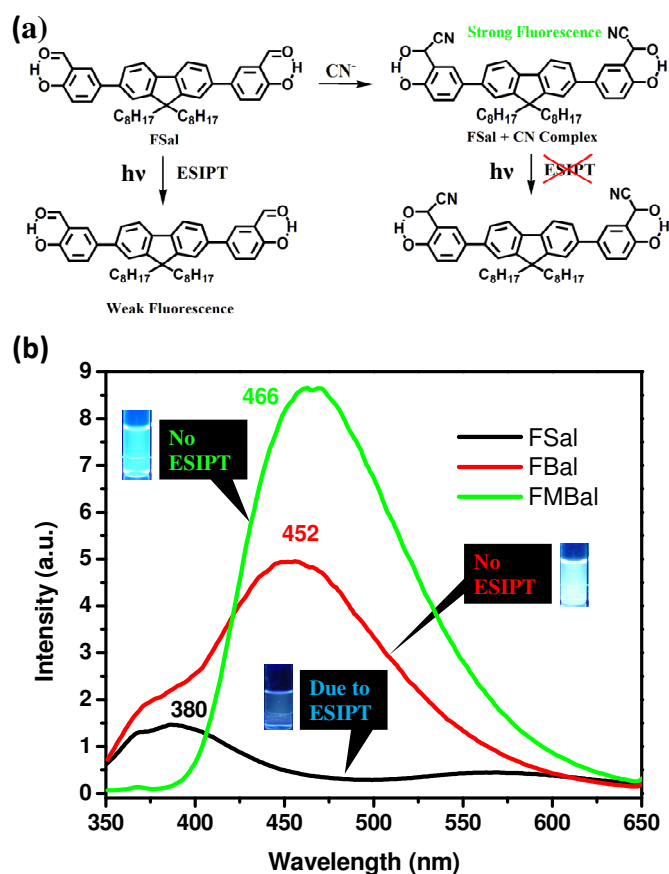 (a)
O
H
O
O
H
O
C₈H₁₇ C₈H₁₇
FSal
CN⁻
Strong Fluorescence
CN
O
H
O
NC
O
H
O
C₈H₁₇ C₈H₁₇
FSal + CN Complex
hν ESIPT
hν ESIPT
O
H
O
O
H
O
C₈H₁₇ C₈H₁₇
Weak Fluorescence
CN
O
H
O
NC
O
H
O
C₈H₁₇ C₈H₁₇
(b)
9
8
7
6
5
4
3
2
1
0
Intensity (a.u.)
466
No
ESIPT
FSal
FBal
FMBal
452
No
ESIPT
380
Due to
ESIPT
350 400 450 500 550 600 650
Wavelength (nm)